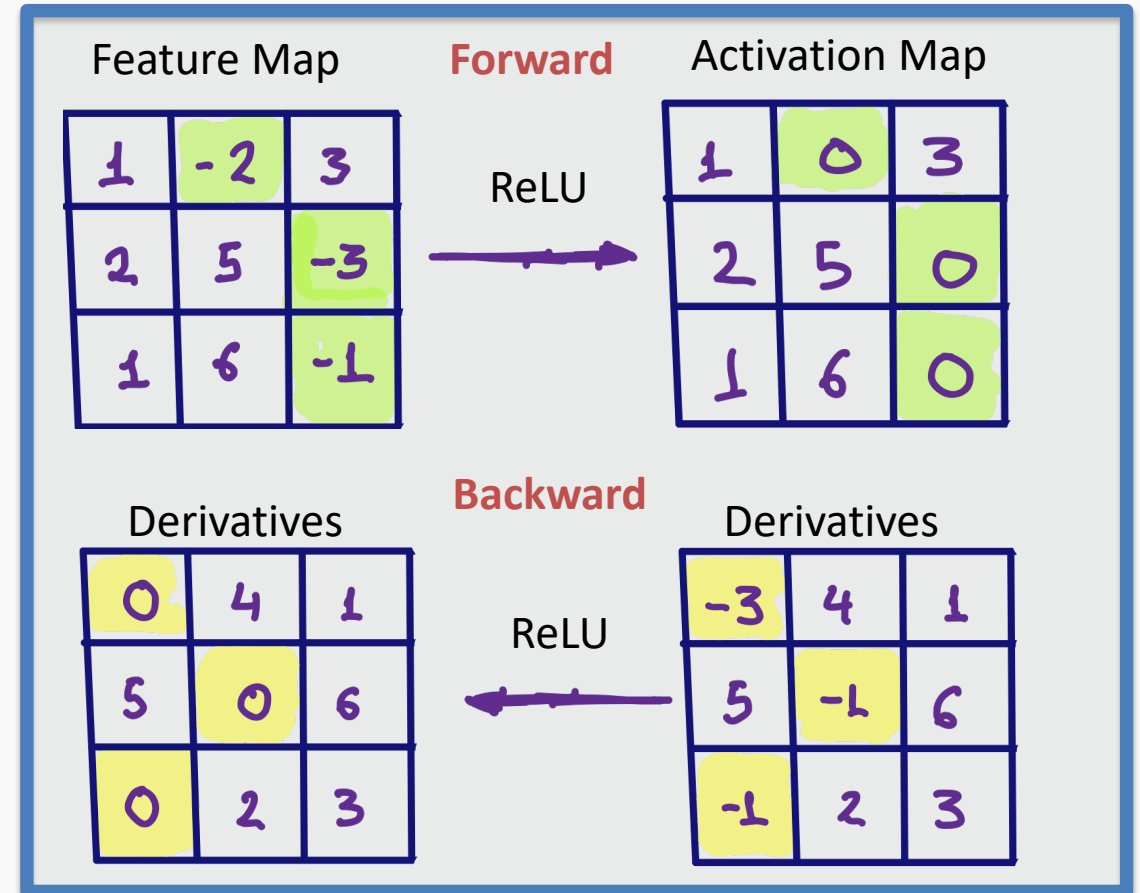 Feature Map Forward Activation Map
1 -2 3
2 5 -3
1 6 -1
ReLU
1 0 3
2 5 0
1 6 0
Backward
Derivatives Derivatives
0 4 1
5 0 6
0 2 3
ReLU
-3 4 1
5 -1 6
-1 2 3